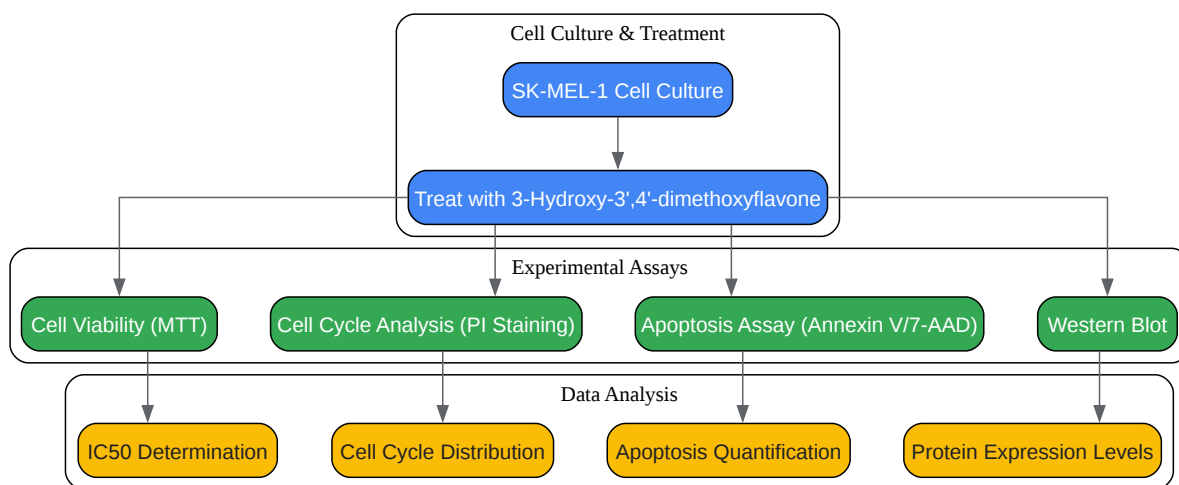 Cell Culture & Treatment
SK-MEL-1 Cell Culture
Treat with 3-Hydroxy-3',4'-dimethoxyflavone
Experimental Assays
Cell Viability (MTT)
Cell Cycle Analysis (PI Staining)
Apoptosis Assay (Annexin V/7-AAD)
Western Blot
Data Analysis
IC50 Determination
Cell Cycle Distribution
Apoptosis Quantification
Protein Expression Levels